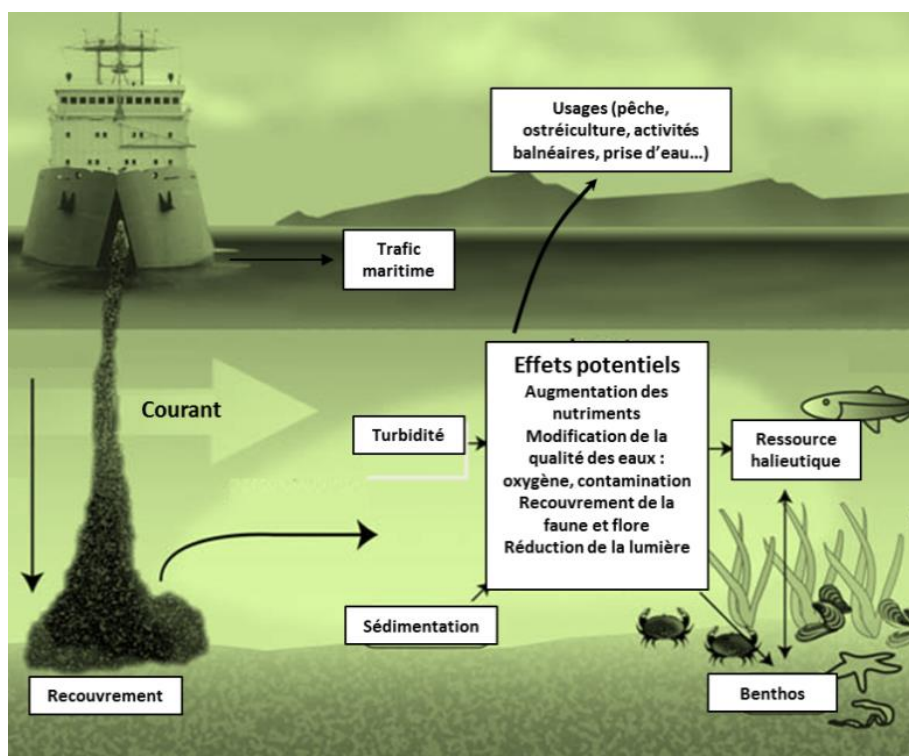 Usages (pêche,
ostréiculture, activités
balnéaires, prise d'eau...)
Trafic
maritime
Courant
Turbidité
Effets potentiels
Augmentation des
nutriments
Modification de la
qualité des eaux :
oxygène, contamination
Recouvrement de la
faune et flore
Réduction de la lumière
Ressource
halieutique
Sédimentation
Recouvrement
Benthos